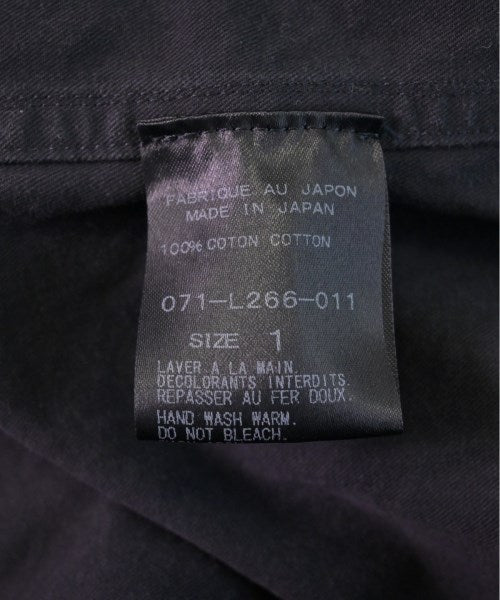 FABRIQUE AU JAPON
MADE IN JAPAN
100% COTON COTTON
071-L266-011
SIZE 1
LAVER A LA MAIN.
DECOLORANTS INTERDITS.
REPASSER AU FER DOUX.
HAND WASH WARM.
DO NOT BLEACH.